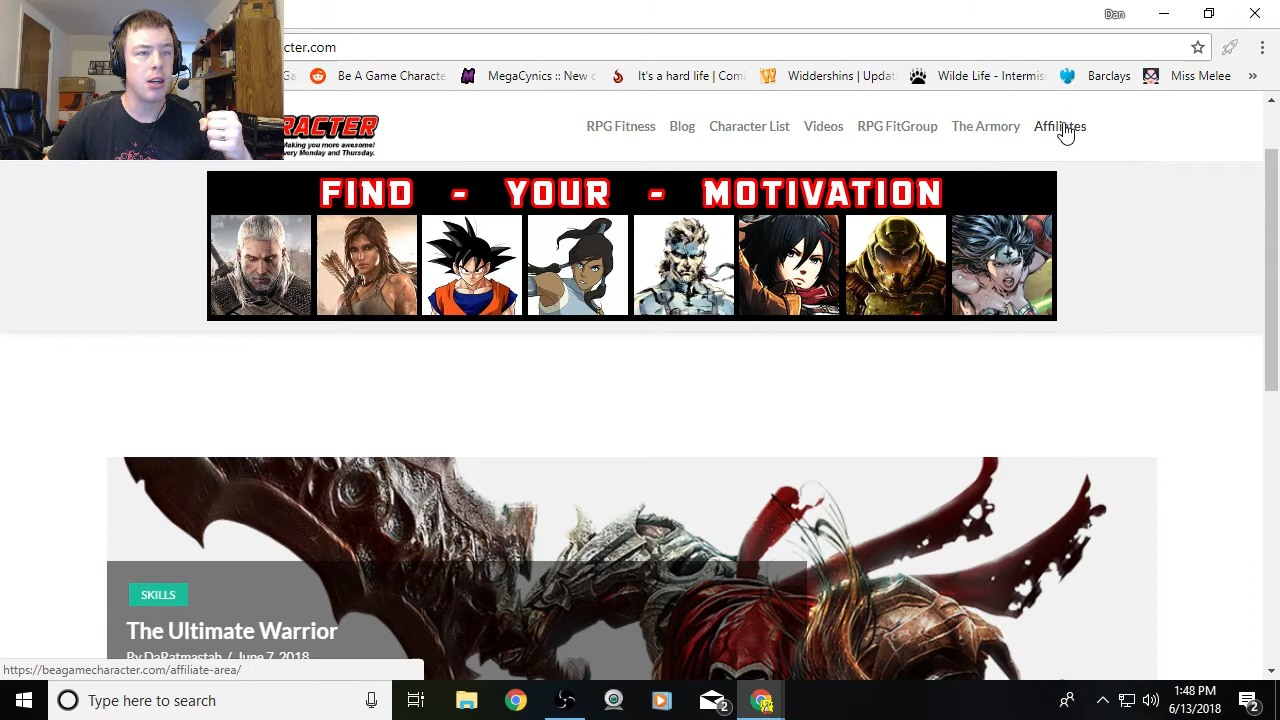 Dan
cter.com
Ga
Be A Game Characte
MegaCynics :: New c
It's a hard life | Comi
Widdershins | Updat
Wilde Life - Intermis
Barclays
Miss Melee
»
RACTER
Making you more awesome!
very Monday and Thursday.
RPG Fitness Blog Character List Videos RPG FitGroup The Armory Affiliates
FIND - YOUR - MOTIVATION
SKILLS
The Ultimate Warrior
By DaRatmastah / June 7, 2018
https://beagamecharacter.com/affiliate-area/
Type here to search
2
1:48 PM
6/13/2018
2